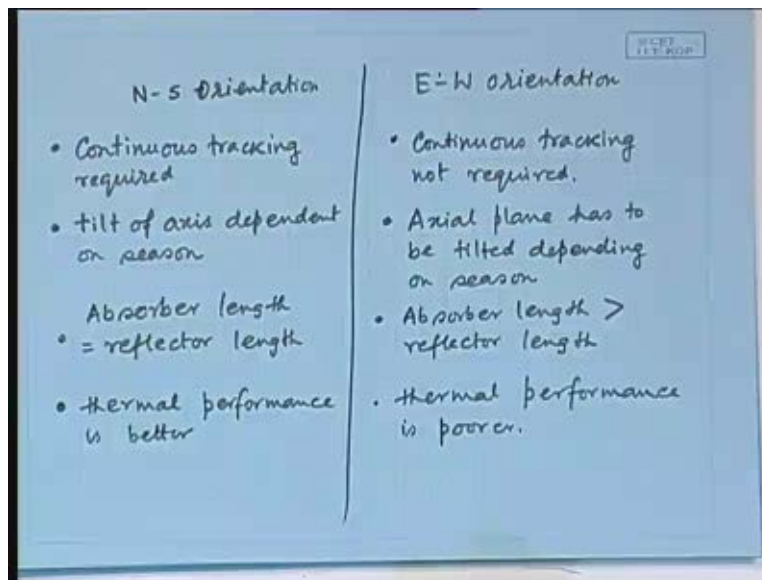 © CET
I.I.T. KGP
N-S Orientation
• Continuous tracking
required
• tilt of axis dependent
on season
Absorber length
• = reflector length
• thermal performance
is better
E-W orientation
• Continuous tracking
not required.
• Axial plane has to
be tilted depending
on season
• Absorber length >
reflector length
. thermal performance
is poorer.